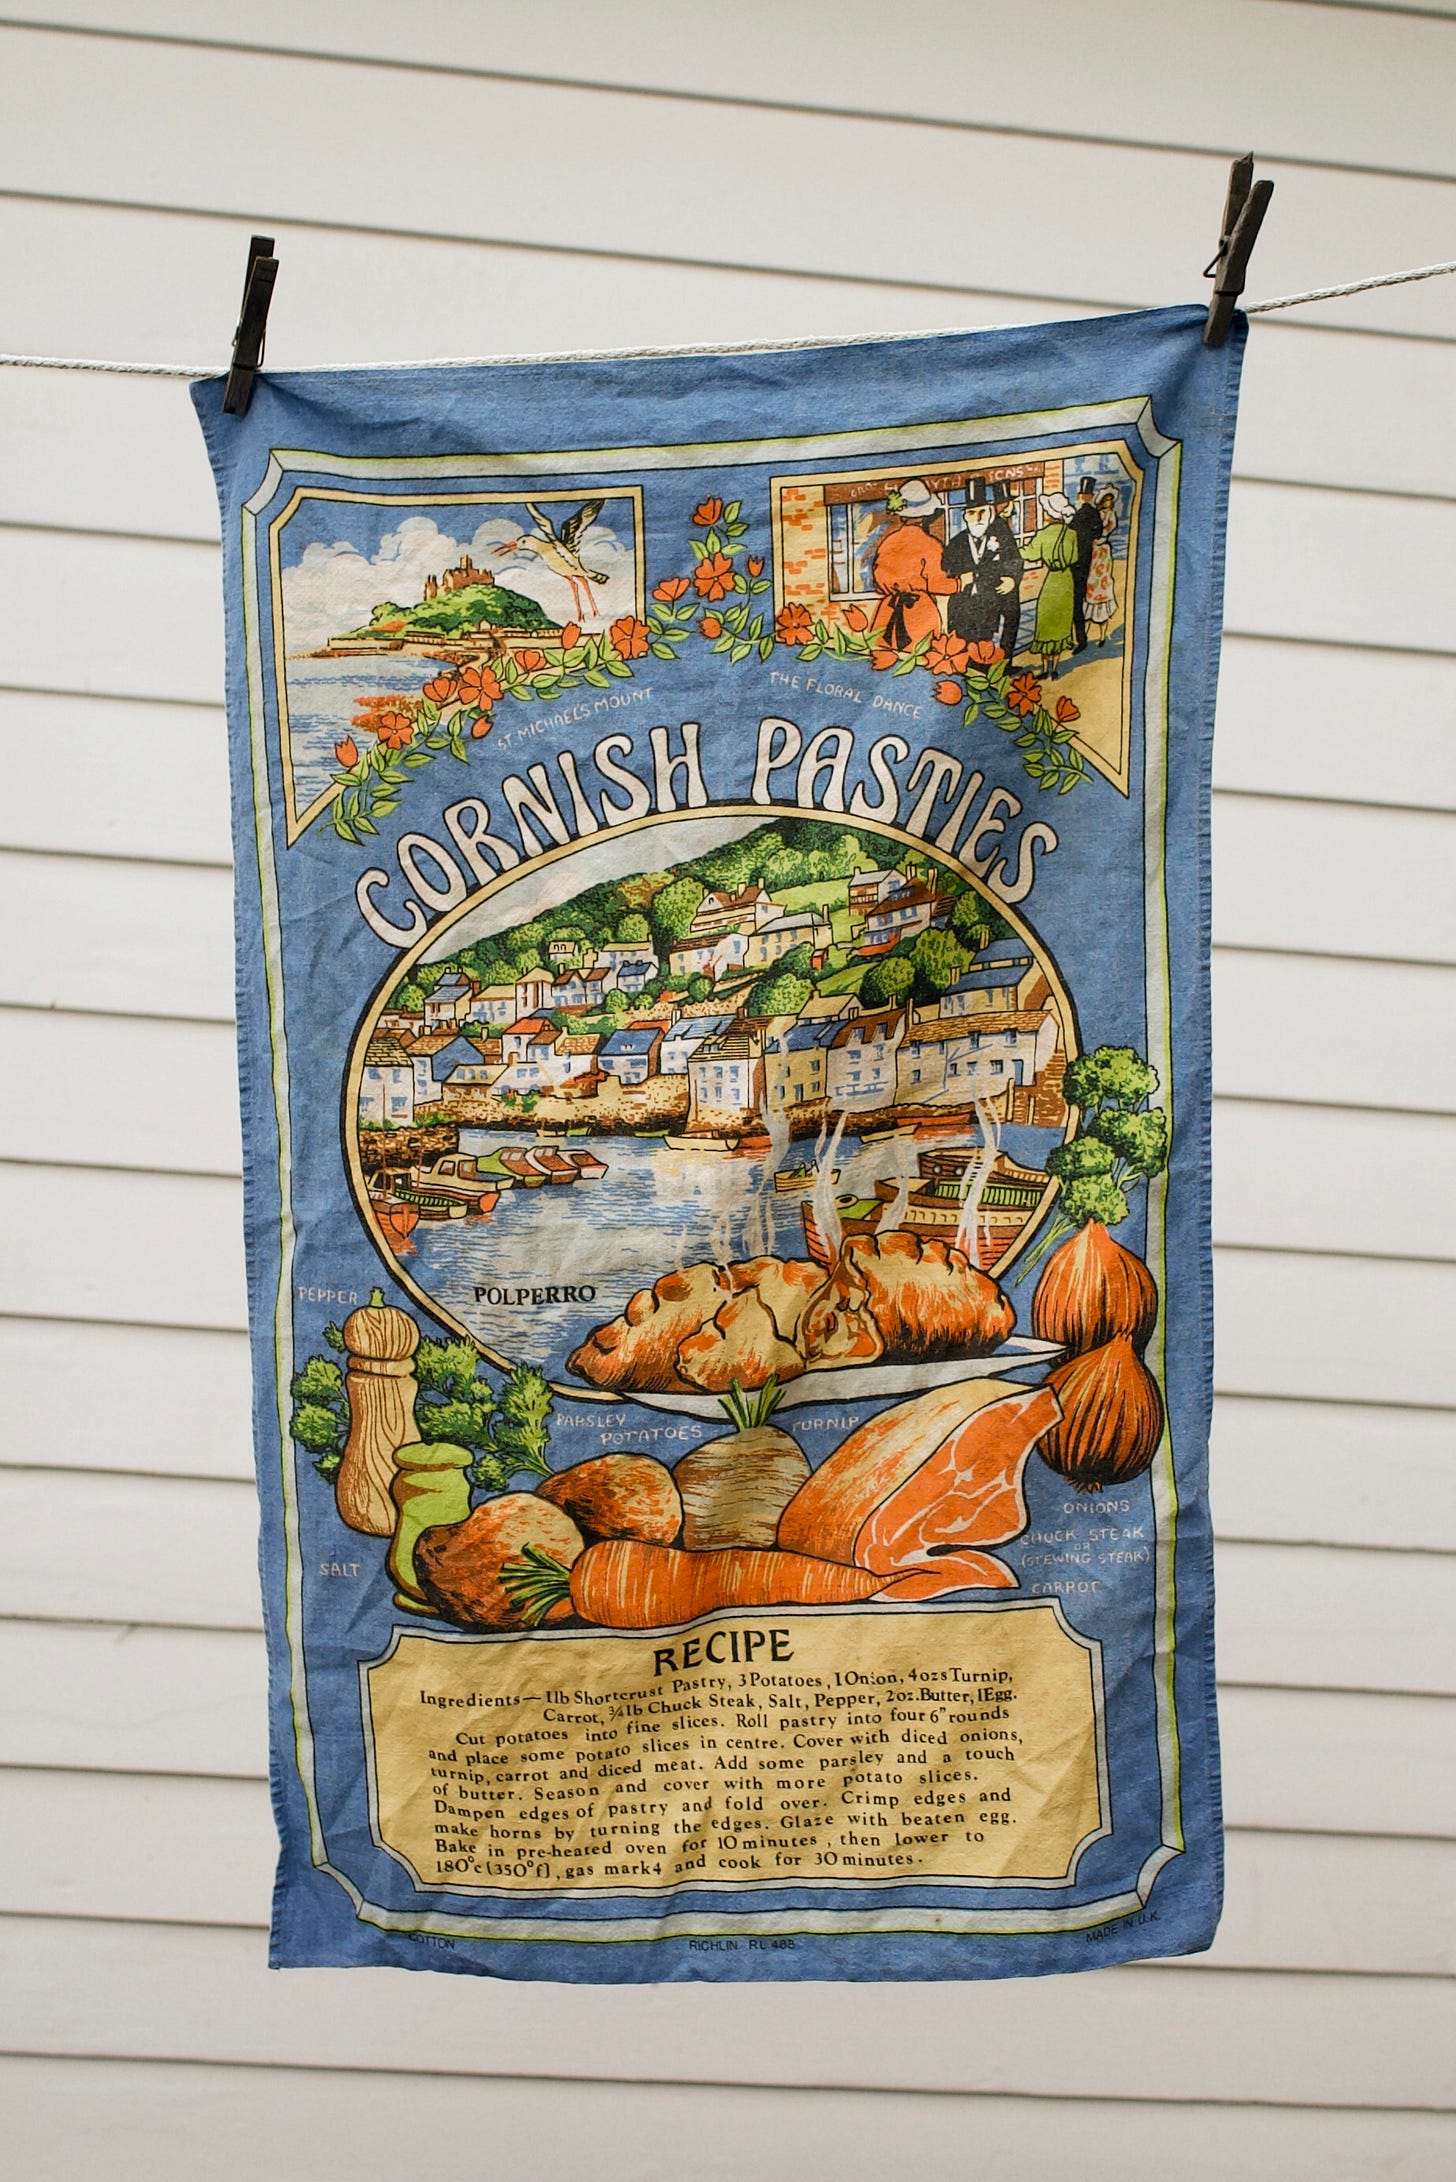 ST MICHAEL'S MOUNT
THE FLORAL DANCE
CORNISH PASTIES
POLPERRO
PEPPER
PARSLEY
POTATOES
TURNIP
ONIONS
CHUCK STEAK
OR
(STEWING STEAK)
CARROT
SALT
RECIPE
Ingredients — 1lb Shortcrust Pastry, 3 Potatoes, 1 Onion, 4ozs Turnip,
Carrot, ¾lb Chuck Steak, Salt, Pepper, 2oz. Butter, 1 Egg.
Cut potatoes into fine slices. Roll pastry into four 6" rounds
and place some potato slices in centre. Cover with diced onions,
turnip, carrot and diced meat. Add some parsley and a touch
of butter. Season and cover with more potato slices.
Dampen edges of pastry and fold over. Crimp edges and
make horns by turning the edges. Glaze with beaten egg.
Bake in pre-heated oven for 10 minutes, then lower to
180°c (350°f), gas mark 4 and cook for 30 minutes.
COTTON
RICHLIN RL 488
MADE IN U.K.